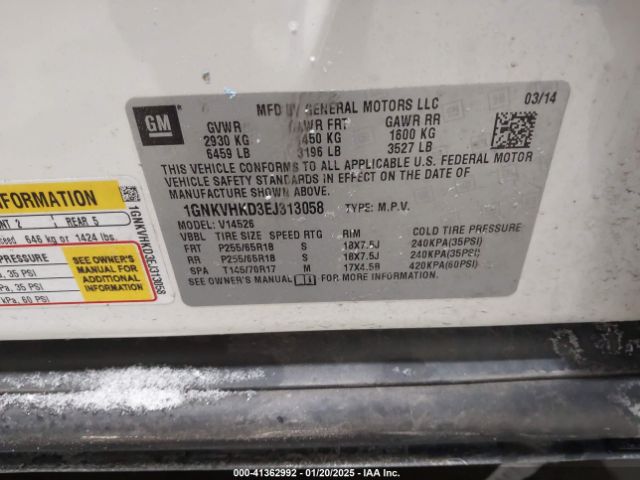 GM
MFD BY GENERAL MOTORS LLC
03/14
GVWR GAWR FRT GAWR RR
2930 KG 1450 KG 1600 KG
6459 LB 3196 LB 3527 LB
THIS VEHICLE CONFORMS TO ALL APPLICABLE U.S. FEDERAL MOTOR
VEHICLE SAFETY STANDARDS IN EFFECT ON THE DATE OF
MANUFACTURE SHOWN ABOVE.
1GNKVHKD3EJ313058 TYPE: M.P.V.
MODEL: V14526
VBBL TIRE SIZE SPEED RTG RIM COLD TIRE PRESSURE
FRT P255/65R18 S 18X7.5J 240KPA(35PSI)
RR P255/65R18 S 18X7.5J 240KPA(35PSI)
SPA T145/70R17 M 17X4.5B 420KPA(60PSI)
SEE OWNER'S MANUAL FOR MORE INFORMATION.
INFORMATION
2 REAR 5
646 kg or 1424 lbs.
PRESSURE
35 PSI
35 PSI
kPa, 60 PSI
SEE OWNER'S
MANUAL FOR
ADDITIONAL
INFORMATION
1GNKVHKD3EJ313058
000-41362992 - 01/20/2025 - IAA, Inc.